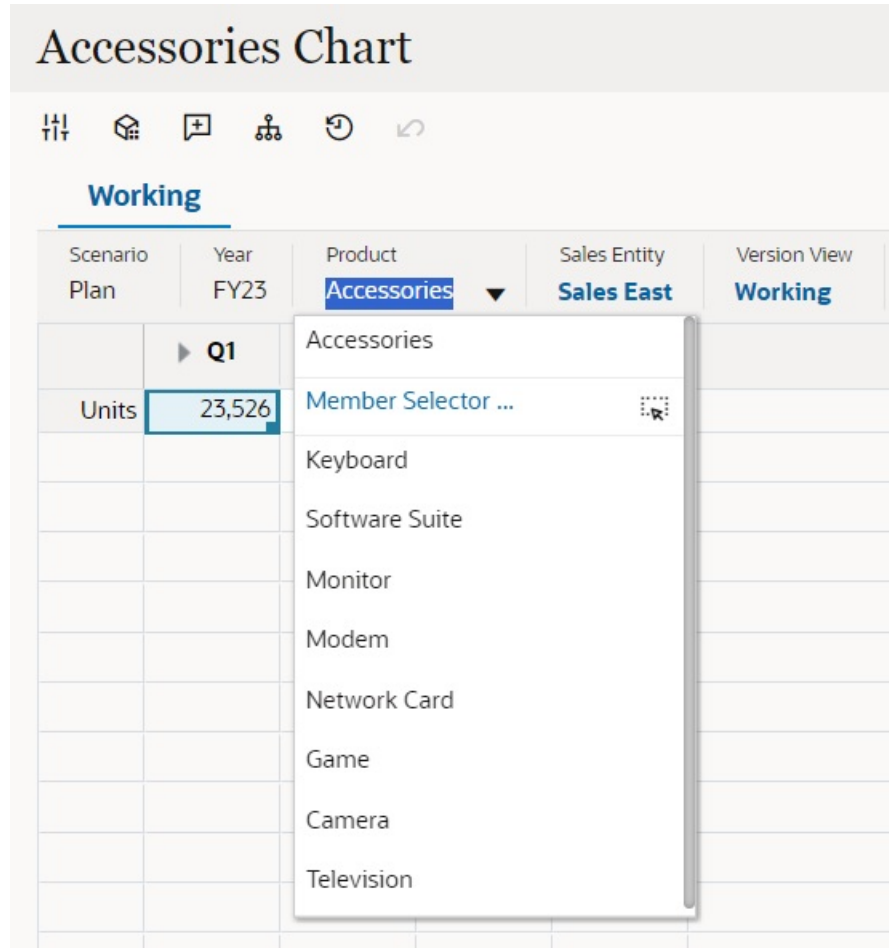 Accessories Chart
Working
Scenario Year Product Sales Entity Version View
Plan FY23 Accessories Sales East Working
Q1
Units 23,526
Accessories
Member Selector ...
Keyboard
Software Suite
Monitor
Modem
Network Card
Game
Camera
Television